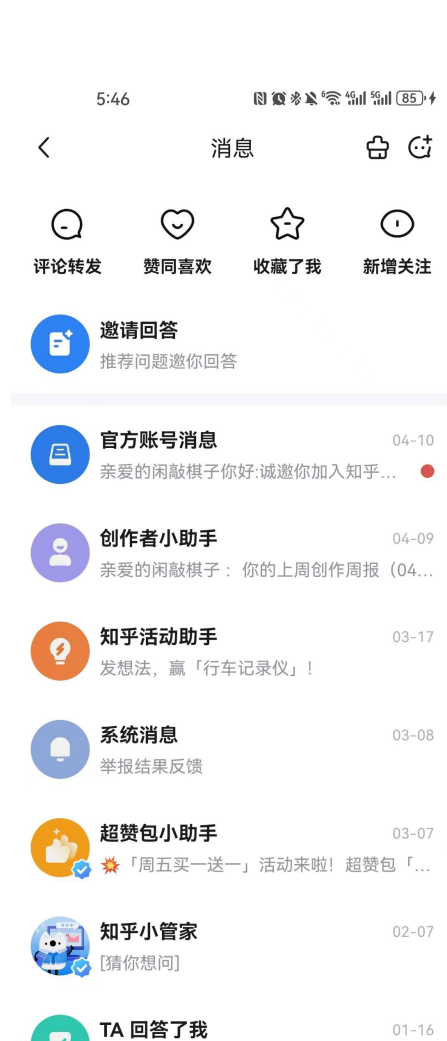 5:46
6 4G 5G 85
消息
评论转发 赞同喜欢 收藏了我 新增关注
邀请回答
推荐问题邀你回答
官方账号消息 04-10
亲爱的闲敲棋子你好:诚邀你加入知乎...
创作者小助手 04-09
亲爱的闲敲棋子 : 你的上周创作周报（04...
知乎活动助手 03-17
发想法，赢「行车记录仪」!
系统消息 03-08
举报结果反馈
超赞包小助手 03-07
💥「周五买一送一」活动来啦! 超赞包「...
知乎小管家 02-07
[猜你想问]
TA 回答了我 01-16